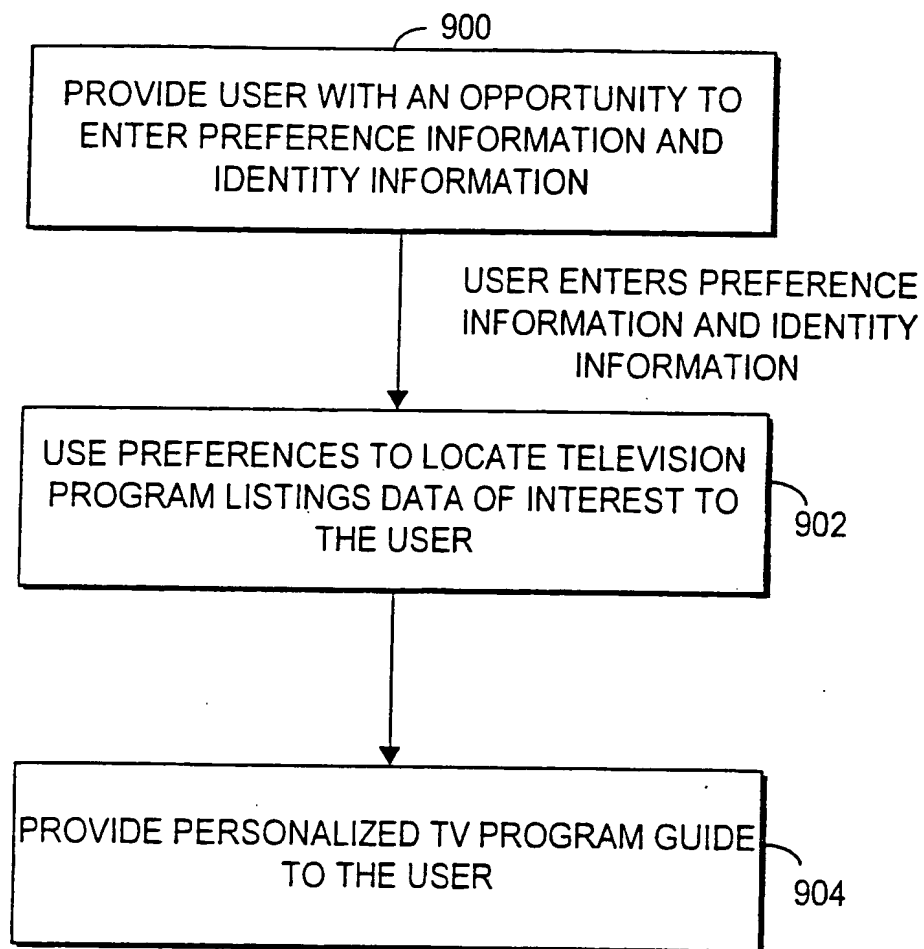 900
PROVIDE USER WITH AN OPPORTUNITY TO
ENTER PREFERENCE INFORMATION AND
IDENTITY INFORMATION
USER ENTERS PREFERENCE
INFORMATION AND IDENTITY
INFORMATION
USE PREFERENCES TO LOCATE TELEVISION
PROGRAM LISTINGS DATA OF INTEREST TO
THE USER
902
PROVIDE PERSONALIZED TV PROGRAM GUIDE
TO THE USER
904